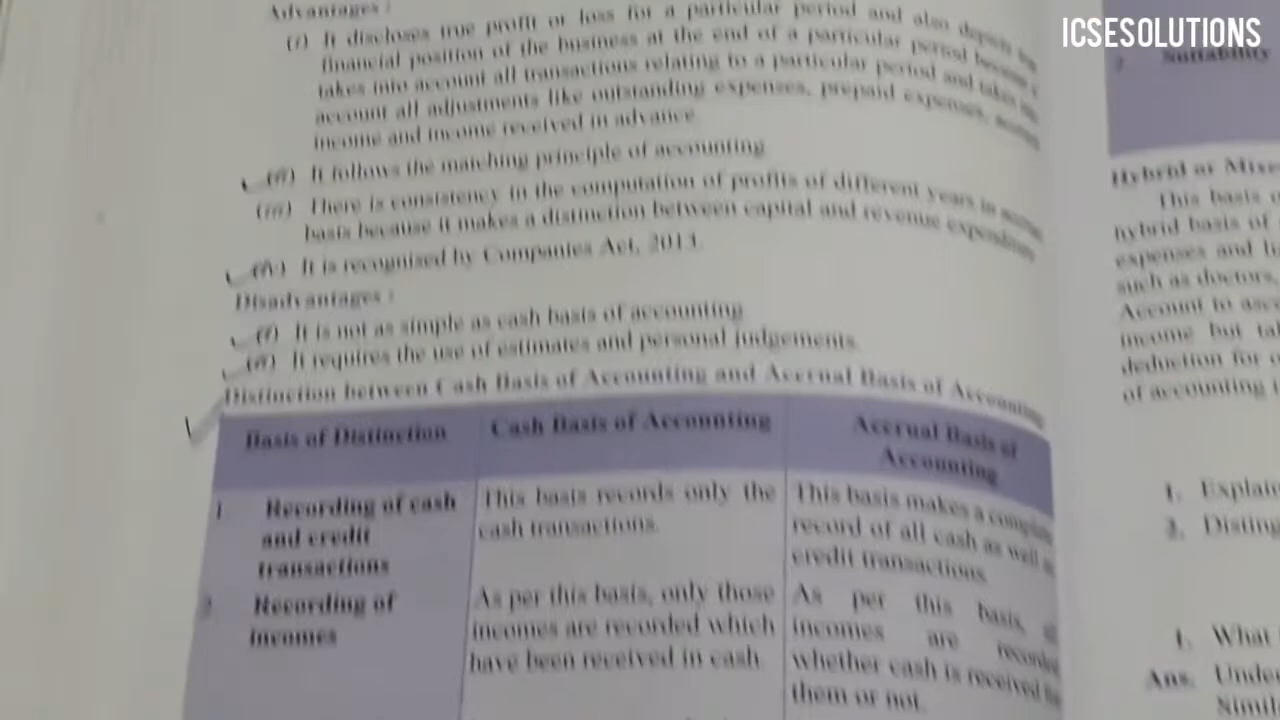 ICSESOLUTIONS
Advantages :
(i) It discloses true profit or loss for a particular period and also depicts
financial position of the business at the end of a particular period because
takes into account all transactions relating to a particular period and takes
account all adjustments like outstanding expenses, prepaid expenses,
income and income received in advance.
(ii) It follows the matching principle of accounting.
(iii) There is consistency in the computation of profits of different years in
basis because it makes a distinction between capital and revenue expenditure
(iv) It is recognised by Companies Act, 2013.
Disadvantages :
(i) It is not as simple as cash basis of accounting.
(ii) It requires the use of estimates and personal judgements.
Distinction between Cash Basis of Accounting and Accrual Basis of Accounting
Basis of Distinction
Cash Basis of Accounting
Accrual Basis of
Accounting
1. Recording of cash
and credit
transactions
This basis records only the
cash transactions.
This basis makes a complete
record of all cash as well as
credit transactions.
2. Recording of
incomes
As per this basis, only those
incomes are recorded which
have been received in cash
As per this basis,
incomes are recorded
whether cash is received
them or not.
Suitability
Hybrid or
This basis
hybrid basis of
expenses and
such as doctors,
Account to
income but
deduction for
of accounting
1. Explain
2.
1. What
Ans.